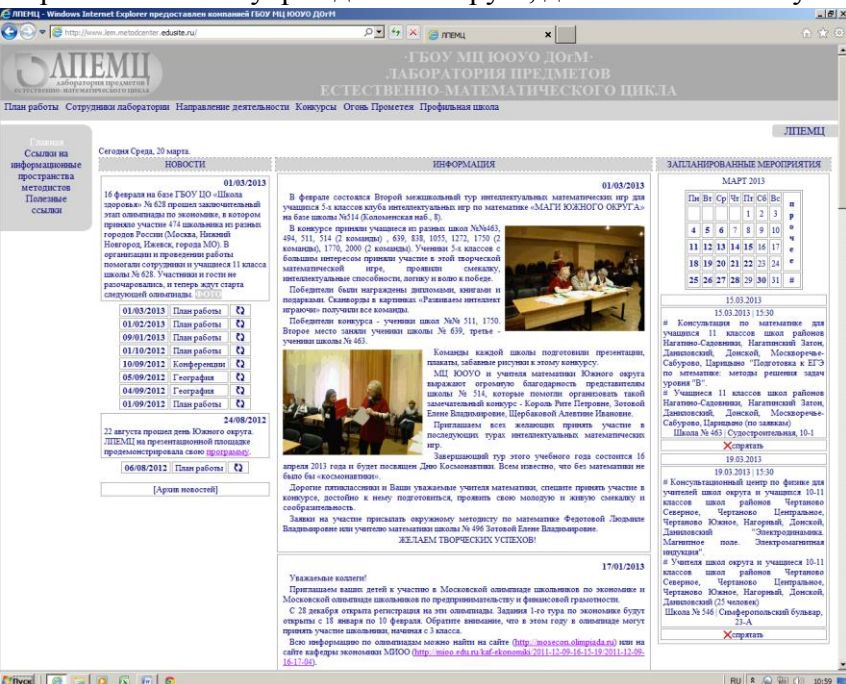 ЛПЕМЦ - Windows Internet Explorer предоставлен компанией ГБОУ МЦ ЮОУО ДОгМ
http://www.lem.metodcenter.edusite.ru/
ЛПЕМЦ
ЛПЕМЦ
лаборатория предметов
естественно-математического цикла
·ГБОУ МЦ ЮОУО ДОгМ·
ЛАБОРАТОРИЯ ПРЕДМЕТОВ
ЕСТЕСТВЕННО-МАТЕМАТИЧЕСКОГО ЦИКЛА
План работы Сотрудники лаборатории Направление деятельности Конкурсы Огонь Прометея Профильная школа
ЛПЕМЦ
Главная
Ссылки на
информационные
пространства
методистов
Полезные
ссылки
Сегодня Среда, 20 марта.
НОВОСТИ
01/03/2013
16 февраля на базе ГБОУ ЦО «Школа
здоровья» № 628 прошел заключительный
этап олимпиады по экономике, в котором
приняло участие 474 школьника из разных
городов России (Москва, Нижний
Новгород, Ижевск, города МО). В
организации и проведении работы
помогали сотрудники и учащиеся 11 класса
школы № 628. Участники и гости не
разочаровались, и теперь ждут старта
следующей олимпиады. ФОТО
01/03/2013 План работы
01/02/2013 План работы
09/01/2013 План работы
01/10/2012 План работы
10/09/2012 Конференции
05/09/2012 География
04/09/2012 География
01/09/2012 План работы
24/08/2012
22 августа прошел день Южного округа.
ЛПЕМЦ на презентационной площадке
продемонстрировала свою программу.
06/08/2012 План работы
[Архив новостей]
ИНФОРМАЦИЯ
01/03/2013
В феврале состоялся Второй межшкольный тур интеллектуальных математических игр для
учащихся 5-х классов клуба интеллектуальных игр по математике «МАГИ ЮЖНОГО ОКРУГА»
на базе школы №514 (Коломенская наб., 8).
В конкурсе приняли учащиеся из разных школ №№463,
494, 511, 514 (2 команды) , 639, 838, 1055, 1272, 1750 (2
команды), 1770, 2000 (2 команды). Ученики 5-х классов с
большим интересом приняли участие в этой творческой
математической игре, проявили смекалку,
интеллектуальные способности, логику и волю к победе.
Победители были награждены дипломами, книгами и
подарками. Сканворды в картинках «Развиваем интеллект
играючи» получили все команды.
Победители конкурса - ученики школ №№ 511, 1750.
Второе место заняли ученики школы № 639, третье -
ученики школы № 463.
Команды каждой школы подготовили презентации,
плакаты, забавные рисунки к этому конкурсу.
МЦ ЮОУО и учителя математики Южного округа
выражают огромную благодарность представителям
школы № 514, которые помогли организовать такой
замечательный конкурс - Король Рите Петровне, Зотовой
Елене Владимировне, Щербаковой Алевтине Ивановне.
Приглашаем всех желающих принять участие в
последующих турах интеллектуальных математических
игр.
Завершающий тур этого учебного года состоится 16
апреля 2013 года и будет посвящен Дню Космонавтики. Всем известно, что без математики не
было бы «космонавтики».
Дорогие пятиклассники и Ваши уважаемые учителя математики, спешите принять участие в
конкурсе, достойно к нему подготовиться, проявить свою молодую и живую смекалку и
сообразительность.
Заявки на участие присылать окружному методисту по математике Федотовой Людмиле
Владимировне или учителю математики школы № 496 Зотовой Елене Владимировне.
ЖЕЛАЕМ ТВОРЧЕСКИХ УСПЕХОВ!
17/01/2013
Уважаемые коллеги!
Приглашаем ваших детей к участию в Московской олимпиаде школьников по экономике и
Московской олимпиаде школьников по предпринимательству и финансовой грамотности.
С 28 декабря открыта регистрация на эти олимпиады. Задания 1-го тура по экономике будут
открыты с 18 января по 10 февраля. Обратите внимание, что в этом году в олимпиаде могут
принять участие школьники, начиная с 3 класса.
Всю информацию по олимпиадам можно найти на сайте (http://mosecon.olimpiada.ru) или на
сайте кафедры экономики МИОО (http://mioo.edu.ru/kaf-ekonomiki/2011-12-09-16-15-19/2011-12-09-
16-17-04).
ЗАПЛАНИРОВАННЫЕ МЕРОПРИЯТИЯ
МАРТ 2013
Пн Вт Ср Чт Пт Сб Вс прочее
1 2 3
4 5 6 7 8 9 10
11 12 13 14 15 16 17
18 19 20 21 22 23 24
25 26 27 28 29 30 31 #
15.03.2013
15.03.2013 | 15:30
# Консультация по математике для
учащихся 11 классов школ районов
Нагатино-Садовники, Нагатинский Затон,
Даниловский, Донской, Москворечье-
Сабурово, Царицыно "Подготовка к ЕГЭ
по мтематике: методы решения задач
уровня "В".
# Учащиеся 11 классов школ районов
Нагатино-Садовники, Нагатинский Затон,
Даниловский, Донской, Москворечье-
Сабурово, Царицыно (по заявкам)
Школа № 463 | Судостроительная, 10-1
спрятать
19.03.2013
19.03.2013 | 15:30
# Консультационный центр по физике для
учителей школ округа и учащихся 10-11
классов школ районов Чертаново
Северное, Чертаново Центральное,
Чертаново Южное, Нагорный, Донской,
Даниловский "Электродинамика.
Магнитное поле. Электромагнитная
индукция".
# Учителя школ округа и учащиеся 10-11
классов школ районов Чертаново
Северное, Чертаново Центральное,
Чертаново Южное, Нагорный, Донской,
Даниловский (25 человек)
Школа № 546 | Симферопольский бульвар,
23-А
спрятать
Пуск
RU
10:59